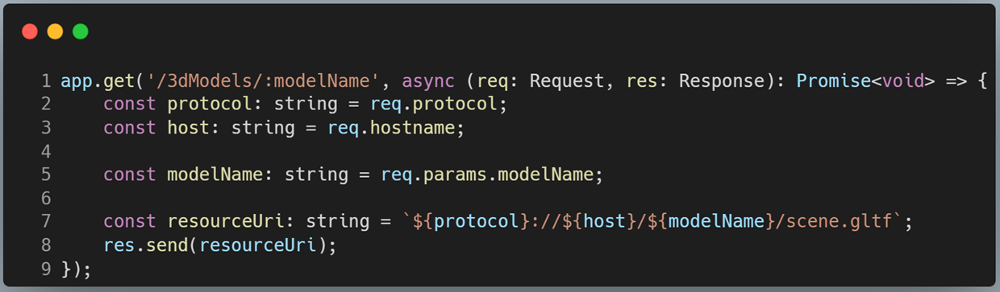 1 app.get('/3dModels/:modelName', async (req: Request, res: Response): Promise<void> => {
2     const protocol: string = req.protocol;
3     const host: string = req.hostname;
4
5     const modelName: string = req.params.modelName;
6
7     const resourceUri: string = `${protocol}://${host}/${modelName}/scene.gltf`;
8     res.send(resourceUri);
9 });